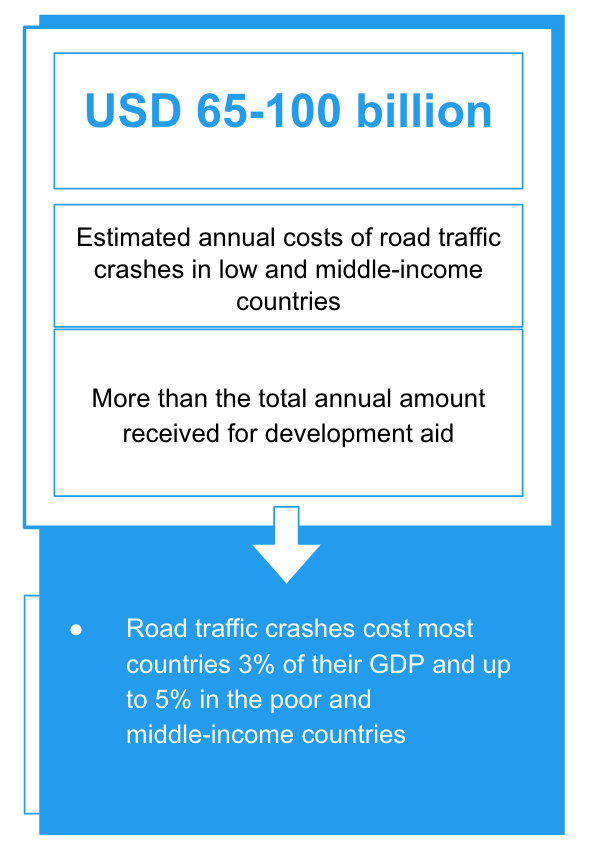 USD 65-100 billion
Estimated annual costs of road traffic
crashes in low and middle-income
countries
More than the total annual amount
received for development aid
● Road traffic crashes cost most
countries 3% of their GDP and up
to 5% in the poor and
middle-income countries